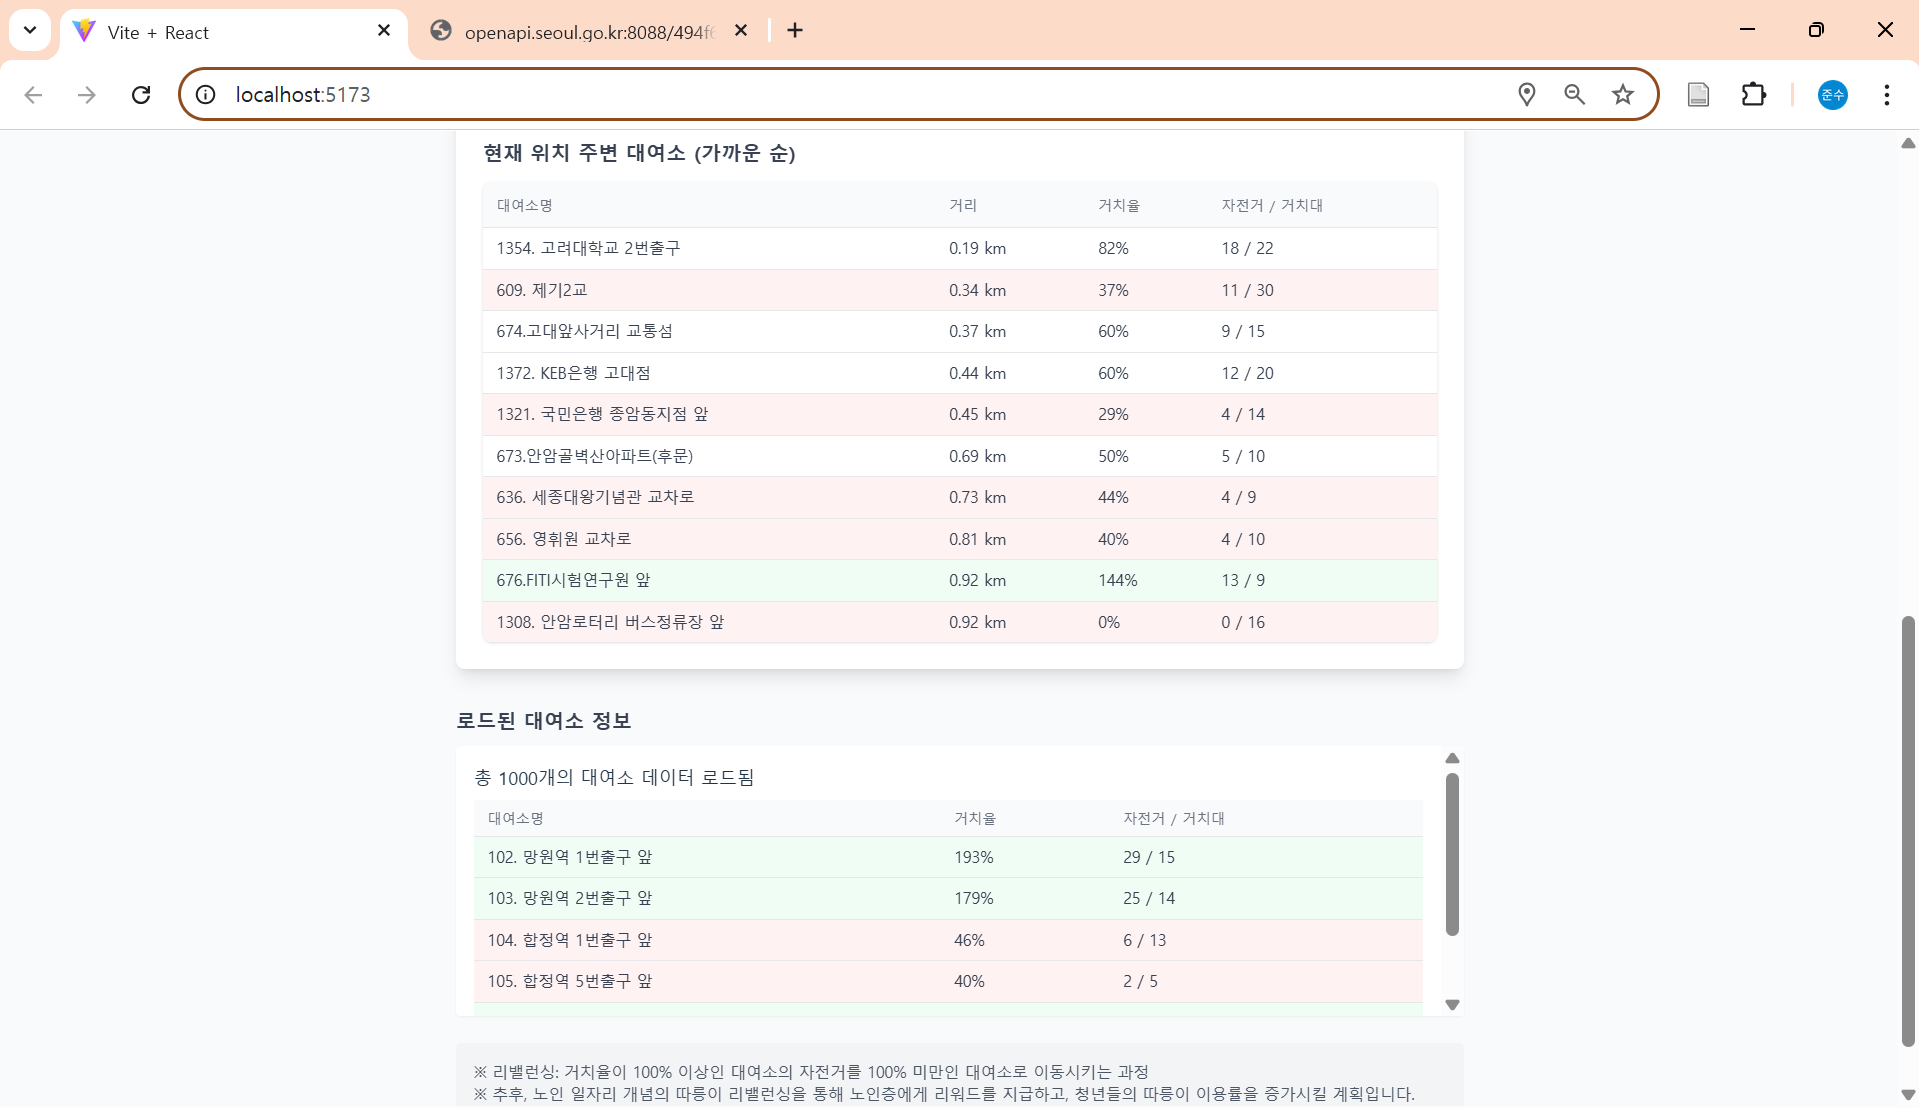 Vite + React
openapi.seoul.go.kr:8088/494f
localhost:5173
준수
현재 위치 주변 대여소 (가까운 순)
대여소명 거리 거치율 자전거 / 거치대
1354. 고려대학교 2번출구 0.19 km 82% 18 / 22
609. 제기2교 0.34 km 37% 11 / 30
674.고대앞사거리 교통섬 0.37 km 60% 9 / 15
1372. KEB은행 고대점 0.44 km 60% 12 / 20
1321. 국민은행 종암동지점 앞 0.45 km 29% 4 / 14
673.안암골벽산아파트(후문) 0.69 km 50% 5 / 10
636. 세종대왕기념관 교차로 0.73 km 44% 4 / 9
656. 영휘원 교차로 0.81 km 40% 4 / 10
676.FITI시험연구원 앞 0.92 km 144% 13 / 9
1308. 안암로터리 버스정류장 앞 0.92 km 0% 0 / 16
로드된 대여소 정보
총 1000개의 대여소 데이터 로드됨
대여소명 거치율 자전거 / 거치대
102. 망원역 1번출구 앞 193% 29 / 15
103. 망원역 2번출구 앞 179% 25 / 14
104. 합정역 1번출구 앞 46% 6 / 13
105. 합정역 5번출구 앞 40% 2 / 5
※ 리밸런싱: 거치율이 100% 이상인 대여소의 자전거를 100% 미만인 대여소로 이동시키는 과정
※ 추후, 노인 일자리 개념의 따릉이 리밸런싱을 통해 노인층에게 리워드를 지급하고, 청년들의 따릉이 이용률을 증가시킬 계획입니다.